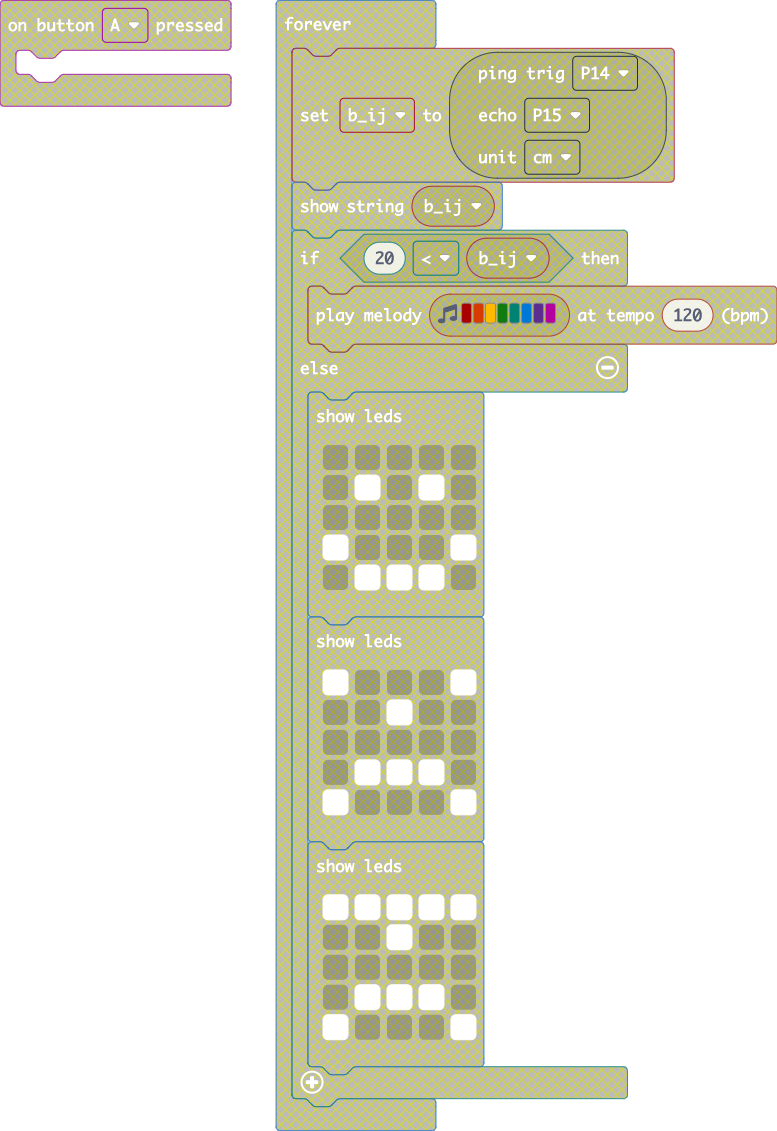 on button A pressed
forever
set b_ij to ping trig P14
echo P15
unit cm
show string b_ij
if 20 < b_ij then
play melody at tempo 120 (bpm)
else
show leds
show leds
show leds